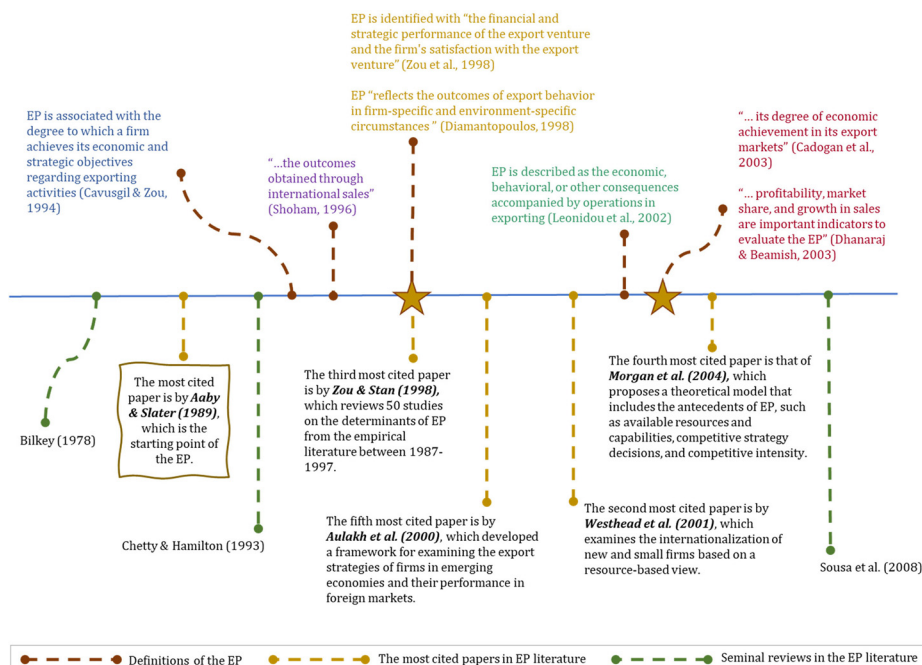 EP is identified with “the financial and
strategic performance of the export venture
and the firm's satisfaction with the export
venture” (Zou et al., 1998)
EP “reflects the outcomes of export behavior
in firm-specific and environment-specific
circumstances ” (Diamantopoulos, 1998)
EP is associated with the
degree to which a firm
achieves its economic and
strategic objectives
regarding exporting
activities (Cavusgil & Zou,
1994)
“...the outcomes
obtained through
international sales”
(Shoham, 1996)
EP is described as the economic,
behavioral, or other consequences
accompanied by operations in
exporting (Leonidou et al., 2002)
“... its degree of economic
achievement in its export
markets” (Cadogan et al.,
2003)
“... profitability, market
share, and growth in sales
are important indicators to
evaluate the EP” (Dhanaraj
& Beamish, 2003)
Bilkey (1978)
The most cited
paper is by Aaby
& Slater (1989),
which is the
starting point of
the EP.
Chetty & Hamilton (1993)
The third most cited paper
is by Zou & Stan (1998),
which reviews 50 studies
on the determinants of EP
from the empirical
literature between 1987-
1997.
The fifth most cited paper is by
Aulakh et al. (2000), which developed
a framework for examining the export
strategies of firms in emerging
economies and their performance in
foreign markets.
The second most cited paper is by
Westhead et al. (2001), which
examines the internationalization of
new and small firms based on a
resource-based view.
The fourth most cited paper is that of
Morgan et al. (2004), which
proposes a theoretical model that
includes the antecedents of EP, such
as available resources and
capabilities, competitive strategy
decisions, and competitive intensity.
Sousa et al. (2008)
Definitions of the EP
The most cited papers in EP literature
Seminal reviews in the EP literature